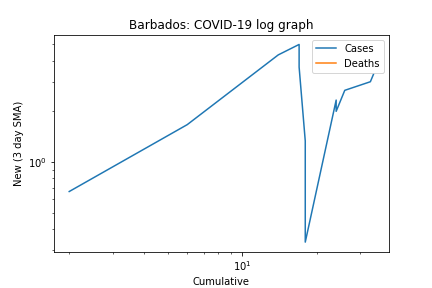 Barbados: COVID-19 log graph
Cases
Deaths
New (3 day SMA)
10⁰
10¹
Cumulative